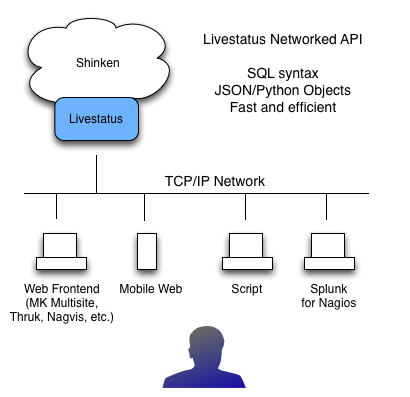 Livestatus Networked API
Shinken
SQL syntax
JSON/Python Objects
Fast and efficient
Livestatus
TCP/IP Network
Web Frontend
(MK Multisite,
Thruk, Nagvis, etc.)
Mobile Web
Script
Splunk
for Nagios